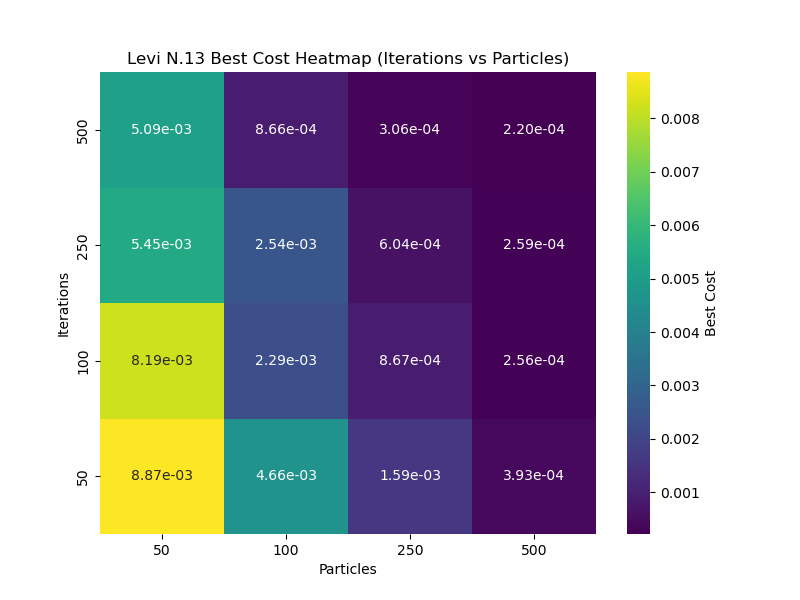 Levi N.13 Best Cost Heatmap (Iterations vs Particles)
Iterations
500
5.09e-03 8.66e-04 3.06e-04 2.20e-04
250
5.45e-03 2.54e-03 6.04e-04 2.59e-04
100
8.19e-03 2.29e-03 8.67e-04 2.56e-04
50
8.87e-03 4.66e-03 1.59e-03 3.93e-04
50 100 250 500
Particles
0.008
0.007
0.006
0.005
0.004
0.003
0.002
0.001
Best Cost